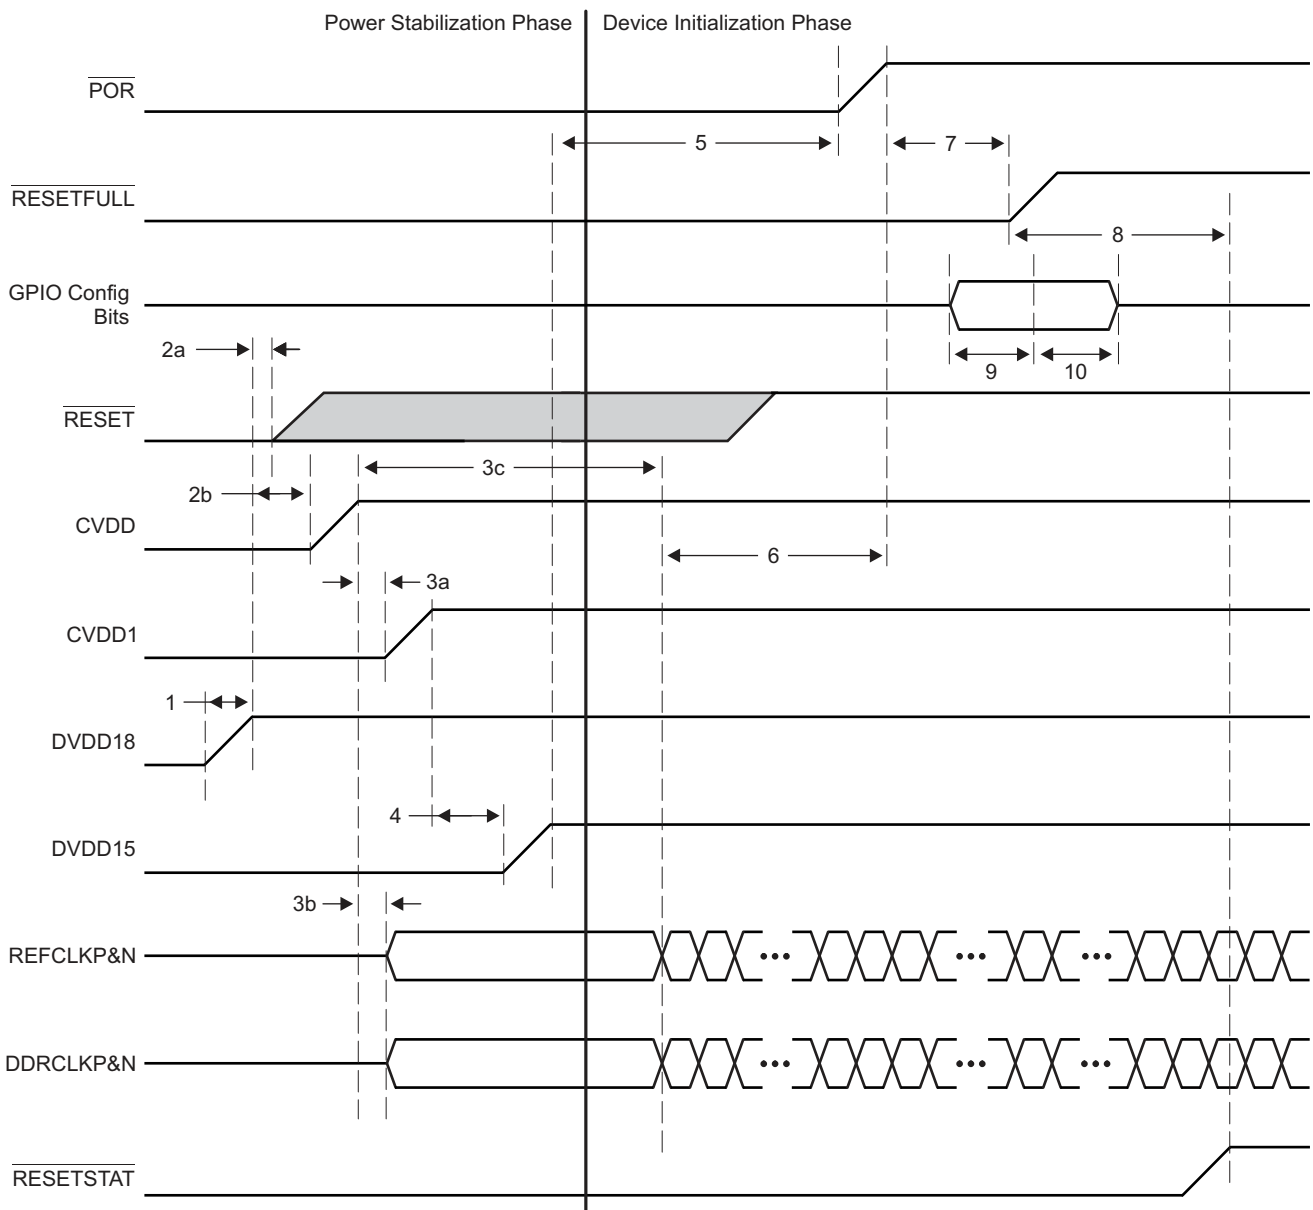 Power Stabilization Phase
Device Initialization Phase
POR
5
7
RESETFULL
8
GPIO Config
Bits
2a
9
10
RESET
3c
2b
CVDD
6
3a
CVDD1
1
DVDD18
4
DVDD15
3b
REFCLKP&N
DDRCLKP&N
RESETSTAT